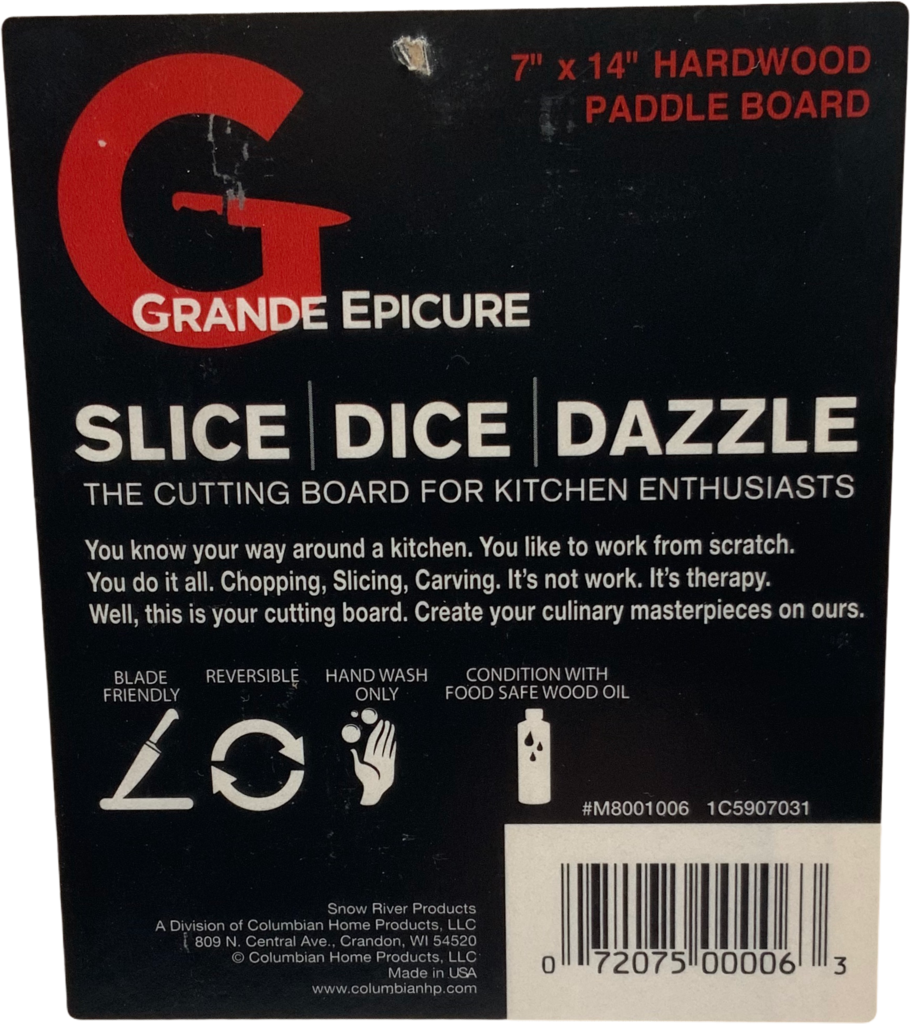 7" x 14" HARDWOOD
PADDLE BOARD
GRANDE EPICURE
SLICE | DICE | DAZZLE
THE CUTTING BOARD FOR KITCHEN ENTHUSIASTS
You know your way around a kitchen. You like to work from scratch.
You do it all. Chopping, Slicing, Carving. It's not work. It's therapy.
Well, this is your cutting board. Create your culinary masterpieces on ours.
BLADE
FRIENDLY
REVERSIBLE
HAND WASH
ONLY
CONDITION WITH
FOOD SAFE WOOD OIL
#M8001006 1C5907031
Snow River Products
A Division of Columbian Home Products, LLC
809 N. Central Ave., Crandon, WI 54520
© Columbian Home Products, LLC
Made in USA
www.columbianhp.com
0 72075 00006 3